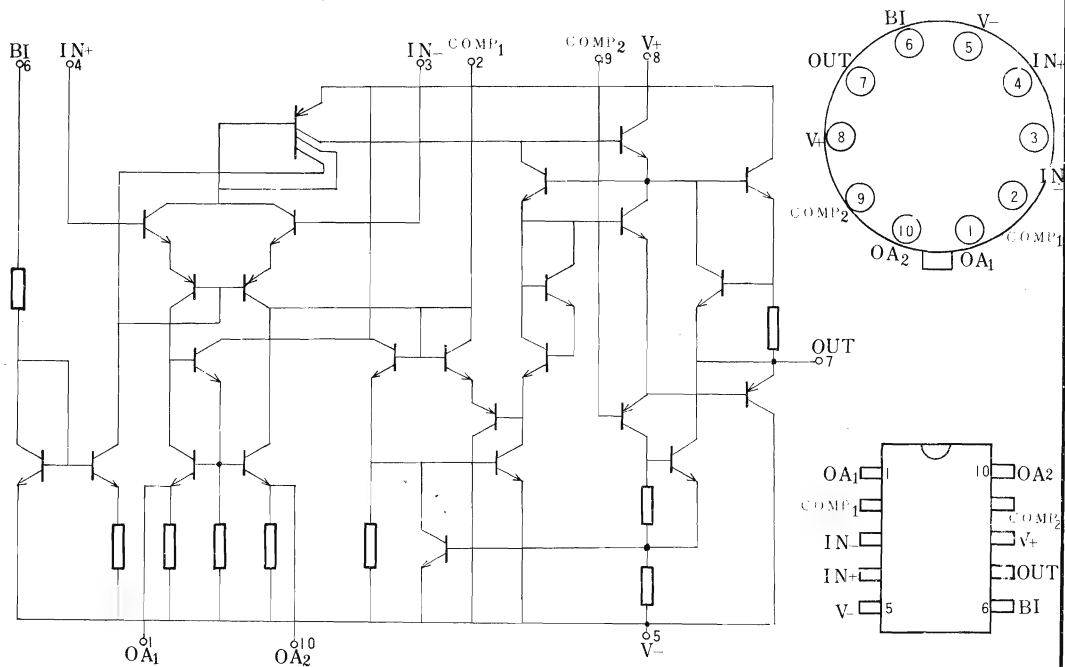 BI
6
IN+
4
IN-
3
COMP1
2
COMP2
9
V+
8
OUT
7
OA1
1
OA2
10
V-
5
BI
6
V-
5
OUT
7
IN+
4
V+
8
3
IN-
COMP2
9
2
COMP1
OA2
10
1
OA1
OA1 1 10 OA2
COMP1 COMP2
IN- V+
IN+ OUT
V- 5 6 BI